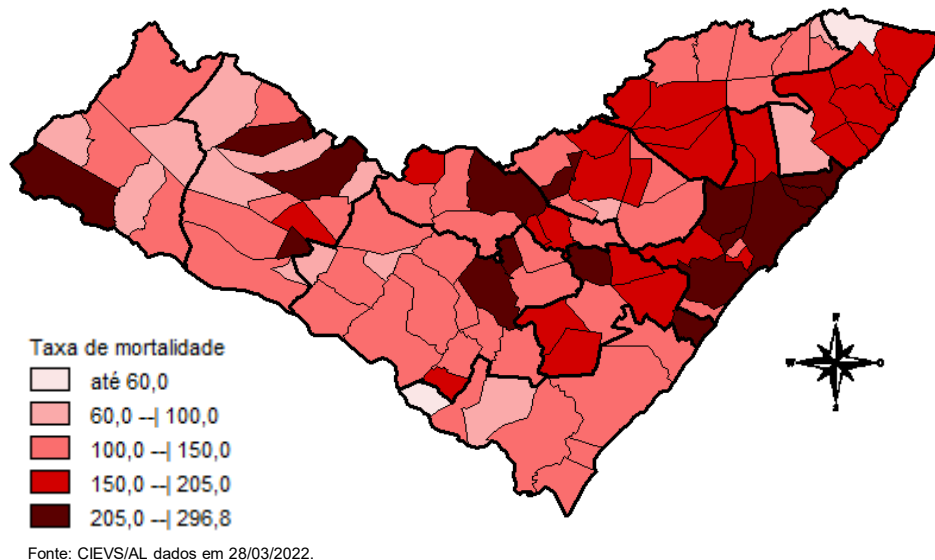 Taxa de mortalidade
até 60,0
60,0 --| 100,0
100,0 --| 150,0
150,0 --| 205,0
205,0 --| 296,8
Fonte: CIEVS/AL dados em 28/03/2022.